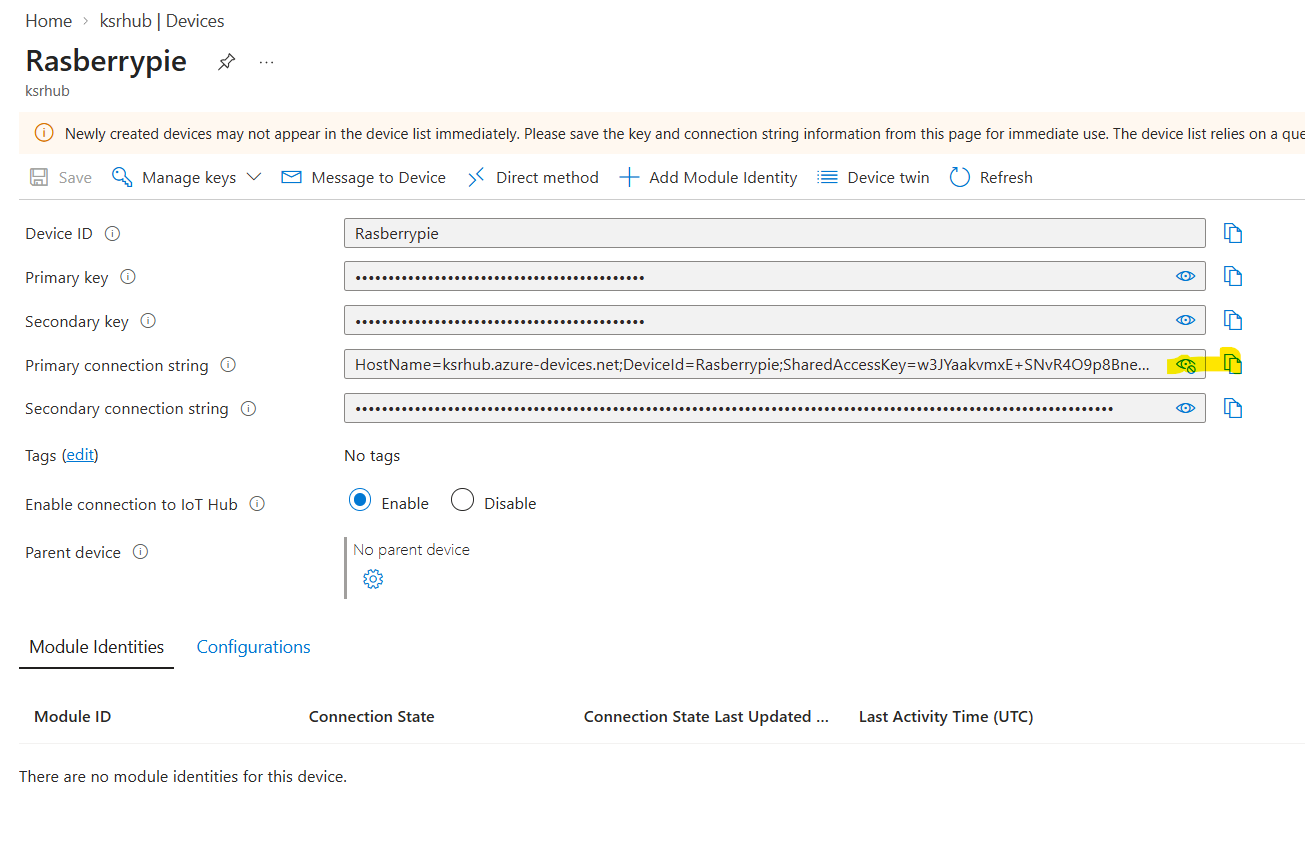 Home > ksrhub | Devices
Rasberrypie
ksrhub
Newly created devices may not appear in the device list immediately. Please save the key and connection string information from this page for immediate use. The device list relies on a que
Save Manage keys Message to Device Direct method Add Module Identity Device twin Refresh
Device ID Rasberrypie
Primary key ••••••••••••••••••••••••••••••••••••••••••••
Secondary key ••••••••••••••••••••••••••••••••••••••••••••
Primary connection string HostName=ksrhub.azure-devices.net;DeviceId=Rasberrypie;SharedAccessKey=w3JYaakvmxE+SNvR4O9p8Bne...
Secondary connection string ••••••••••••••••••••••••••••••••••••••••••••••••••••••••••••••••••••••••••••••••••••••••••••••••••••••••••••••••••••
Tags (edit) No tags
Enable connection to IoT Hub Enable Disable
Parent device No parent device
Module Identities Configurations
Module ID Connection State Connection State Last Updated ... Last Activity Time (UTC)
There are no module identities for this device.